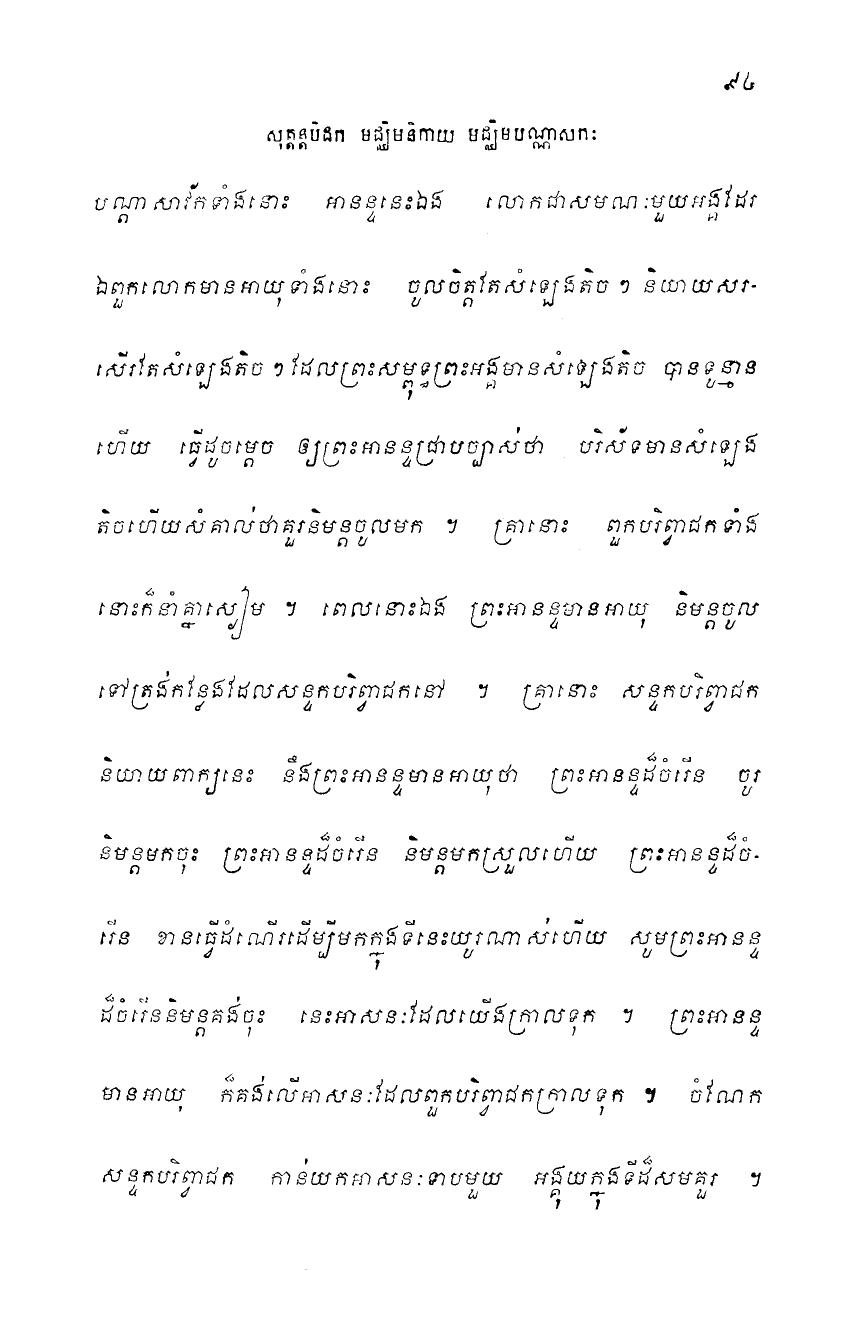 ៩៤
សុត្តន្តបិដក មជ្ឈិមនិកាយ មជ្ឈិមបណ្ណាសកៈ
បណ្តាសាវ័កទាំងនោះ អានន្ទនេះឯង លោកជាសមណៈមួយអង្គដែរ
ឯពួកលោកមានអាយុទាំងនោះ ចូលចិត្តតែសំឡេងតិច ៗ និយាយសរ-
សើរតែសំឡេងតិច ៗ ដែលព្រះសម្ពុទ្ធព្រះអង្គមានសំឡេងតិច បានទូន្មាន
ហើយ ធ្វើដូចម្តេច ឲ្យព្រះអានន្ទជ្រាបច្បាស់ថា បរិស័ទមានសំឡេង
តិចហើយសំគាល់ថាគួរនិមន្តចូលមក ។ គ្រានោះ ពួកបរិព្វាជកទាំង
នោះក៏នាំគ្នាស្ងៀម ។ ពេលនោះឯង ព្រះអានន្ទមានអាយុ និមន្តចូល
ទៅត្រង់កន្លែងដែលសន្ទកបរិព្វាជកនៅ ។ គ្រានោះ សន្ទកបរិព្វាជក
និយាយពាក្យនេះ នឹងព្រះអានន្ទមានអាយុថា ព្រះអានន្ទដ៏ចំរើន ចូរ
និមន្តមកចុះ ព្រះអានន្ទដ៏ចំរើន និមន្តមកស្រួលហើយ ព្រះអានន្ទដ៏ចំ-
រើន ខានធ្វើដំណើរដើម្បីមកក្នុងទីនេះយូរណាស់ហើយ សូមព្រះអានន្ទ
ដ៏ចំរើននិមន្តគង់ចុះ នេះអាសនៈដែលយើងក្រាលទុក ។ ព្រះអានន្ទ
មានអាយុ ក៏គង់លើអាសនៈដែលពួកបរិព្វាជកក្រាលទុក ។ ចំណែក
សន្ទកបរិព្វាជក កាន់យកអាសនៈទាបមួយ អង្គុយក្នុងទីដ៏សមគួរ ។